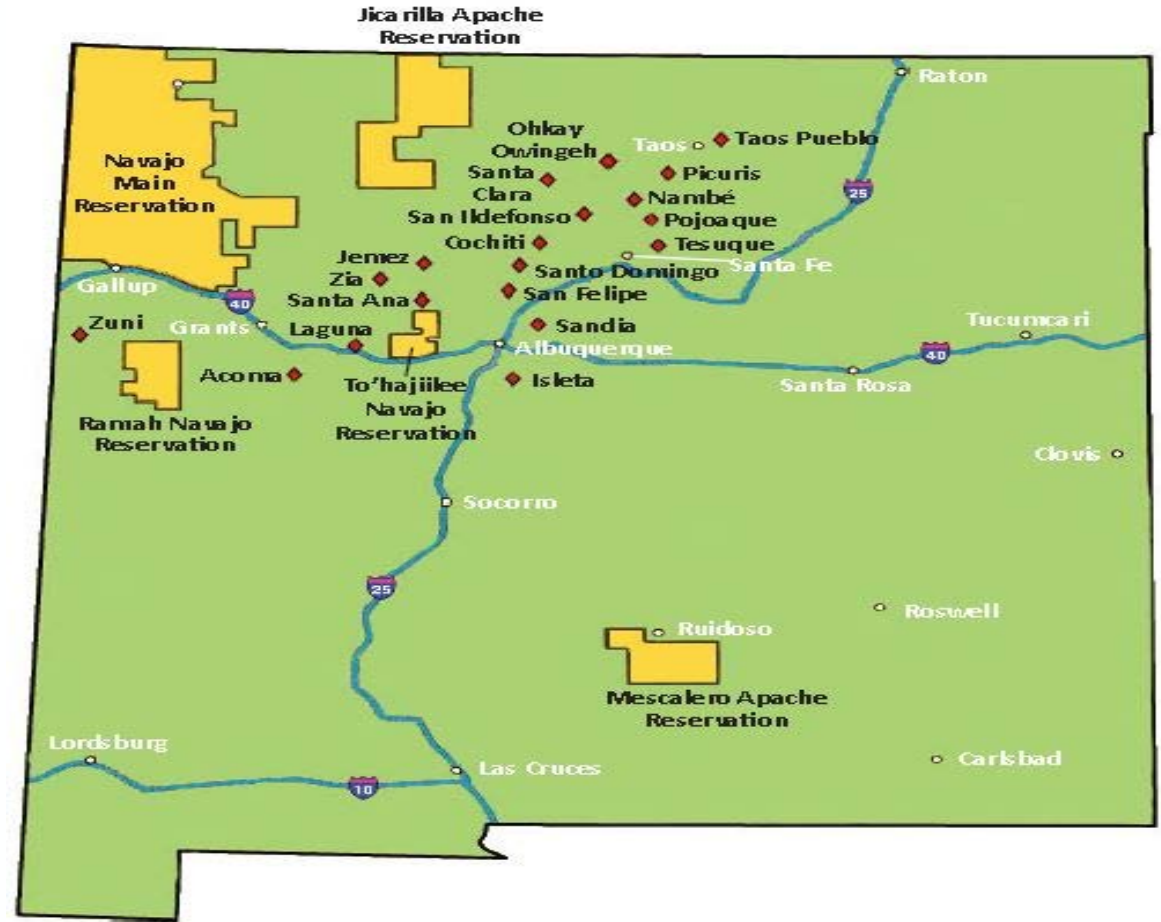 Jicarilla Apache
Reservation
Raton
Ohkay
Owingeh
Taos
Taos Pueblo
Navajo
Main
Reservation
Santa
Clara
Picuris
25
Nambé
San Ildefonso
Pojoaque
Cochiti
Tesuque
Jemez
Santo Domingo
Santa Fe
Zia
Gallup
Santa Ana
San Felipe
40
Zuni
Grants
Laguna
Sandia
Tucumcari
Albuquerque
40
Acoma
To'hajiilee
Navajo
Reservation
Isleta
Santa Rosa
Ramah Navajo
Reservation
Clovis
Socorro
25
Roswell
Ruidoso
Mescalero Apache
Reservation
Lordsburg
Las Cruces
Carlsbad
10